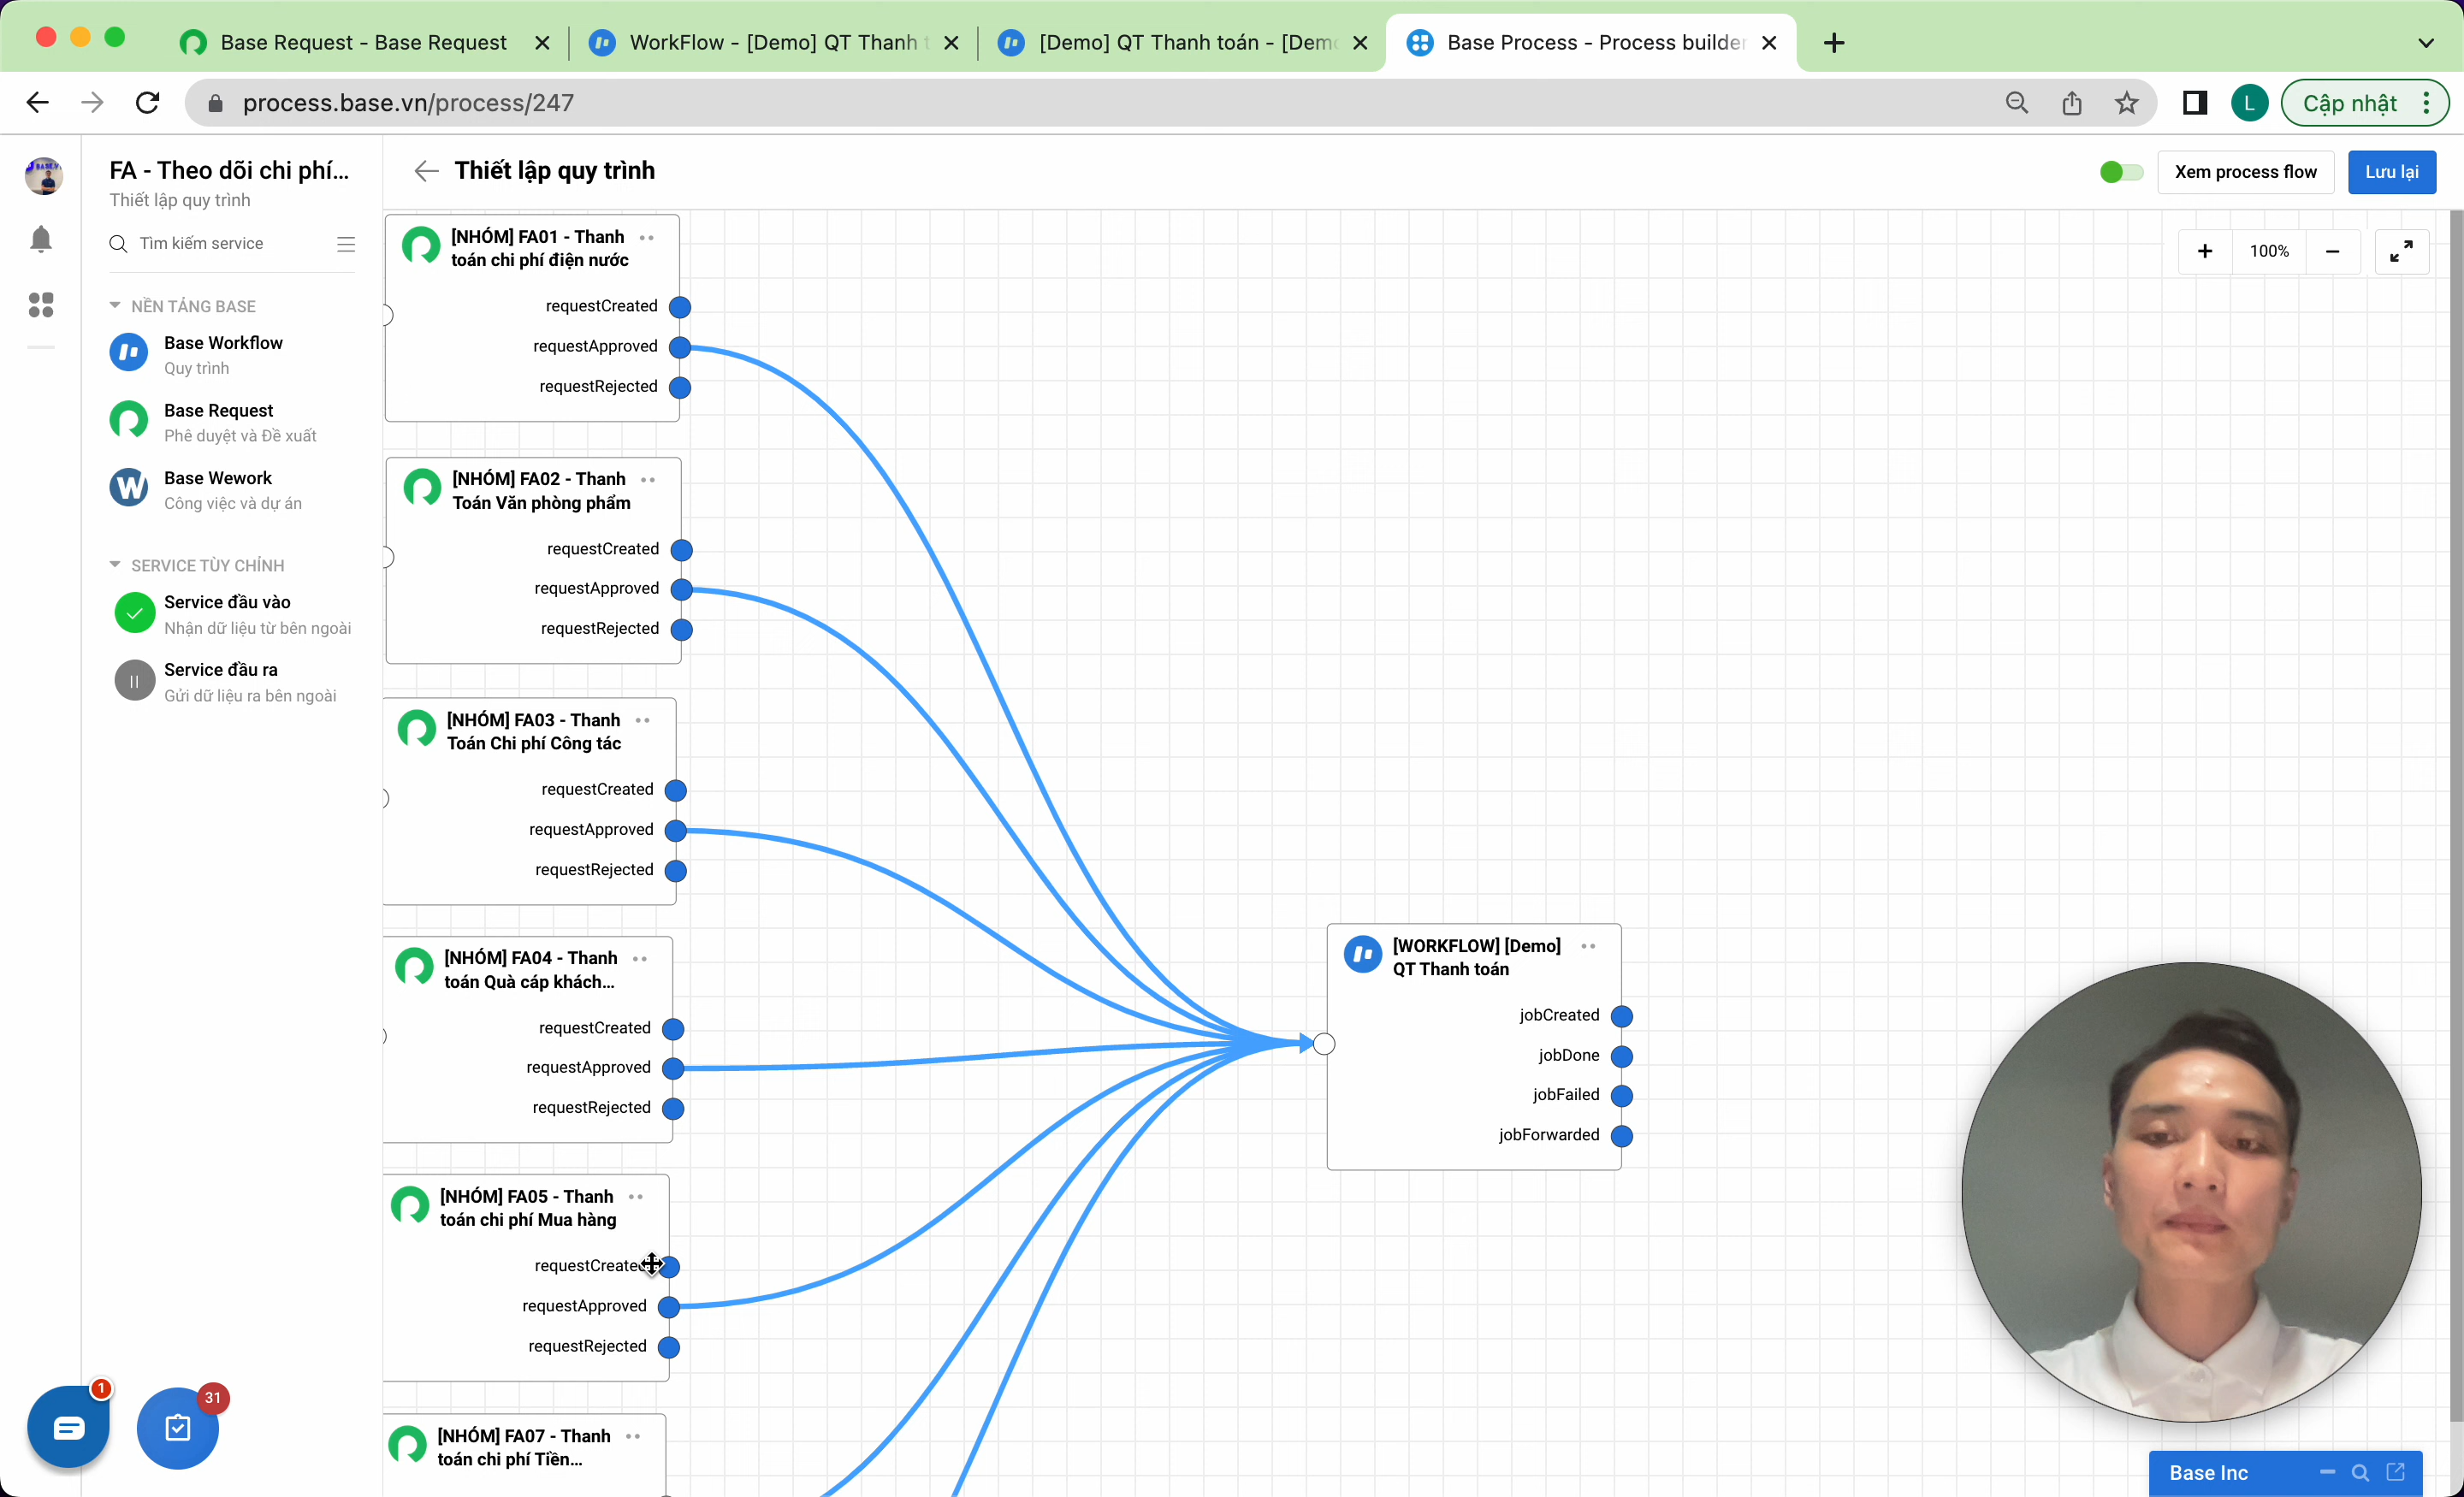 Base Request - Base Request
WorkFlow - [Demo] QT Thanh t
[Demo] QT Thanh toán - [Dem
Base Process - Process builder
process.base.vn/process/247
L
Cập nhật
FA - Theo dõi chi phí...
Thiết lập quy trình
Tìm kiếm service
NỀN TẢNG BASE
Base Workflow
Quy trình
Base Request
Phê duyệt và Đề xuất
Base Wework
Công việc và dự án
SERVICE TÙY CHỈNH
Service đầu vào
Nhận dữ liệu từ bên ngoài
Service đầu ra
Gửi dữ liệu ra bên ngoài
1
31
Thiết lập quy trình
Xem process flow
Lưu lại
100%
[NHÓM] FA01 - Thanh
toán chi phí điện nước
requestCreated
requestApproved
requestRejected
[NHÓM] FA02 - Thanh
Toán Văn phòng phẩm
requestCreated
requestApproved
requestRejected
[NHÓM] FA03 - Thanh
Toán Chi phí Công tác
requestCreated
requestApproved
requestRejected
[NHÓM] FA04 - Thanh
toán Quà cáp khách...
requestCreated
requestApproved
requestRejected
[NHÓM] FA05 - Thanh
toán chi phí Mua hàng
requestCreated
requestApproved
requestRejected
[NHÓM] FA07 - Thanh
toán chi phí Tiền...
[WORKFLOW] [Demo]
QT Thanh toán
jobCreated
jobDone
jobFailed
jobForwarded
Base Inc